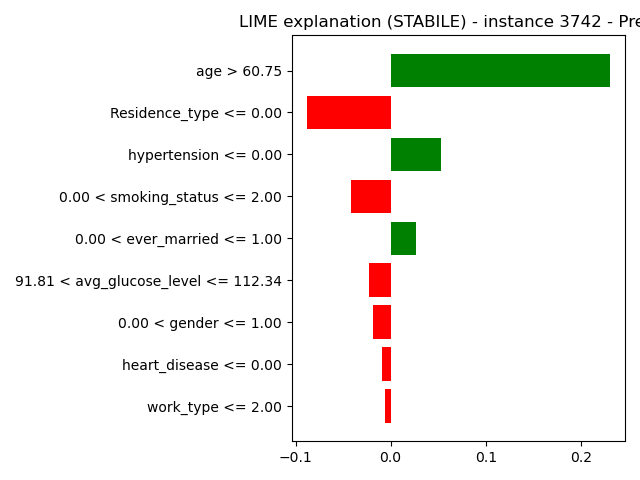 LIME explanation (STABILE) - instance 3742 - Pre
age > 60.75
Residence_type <= 0.00
hypertension <= 0.00
0.00 < smoking_status <= 2.00
0.00 < ever_married <= 1.00
91.81 < avg_glucose_level <= 112.34
0.00 < gender <= 1.00
heart_disease <= 0.00
work_type <= 2.00
−0.1 0.0 0.1 0.2